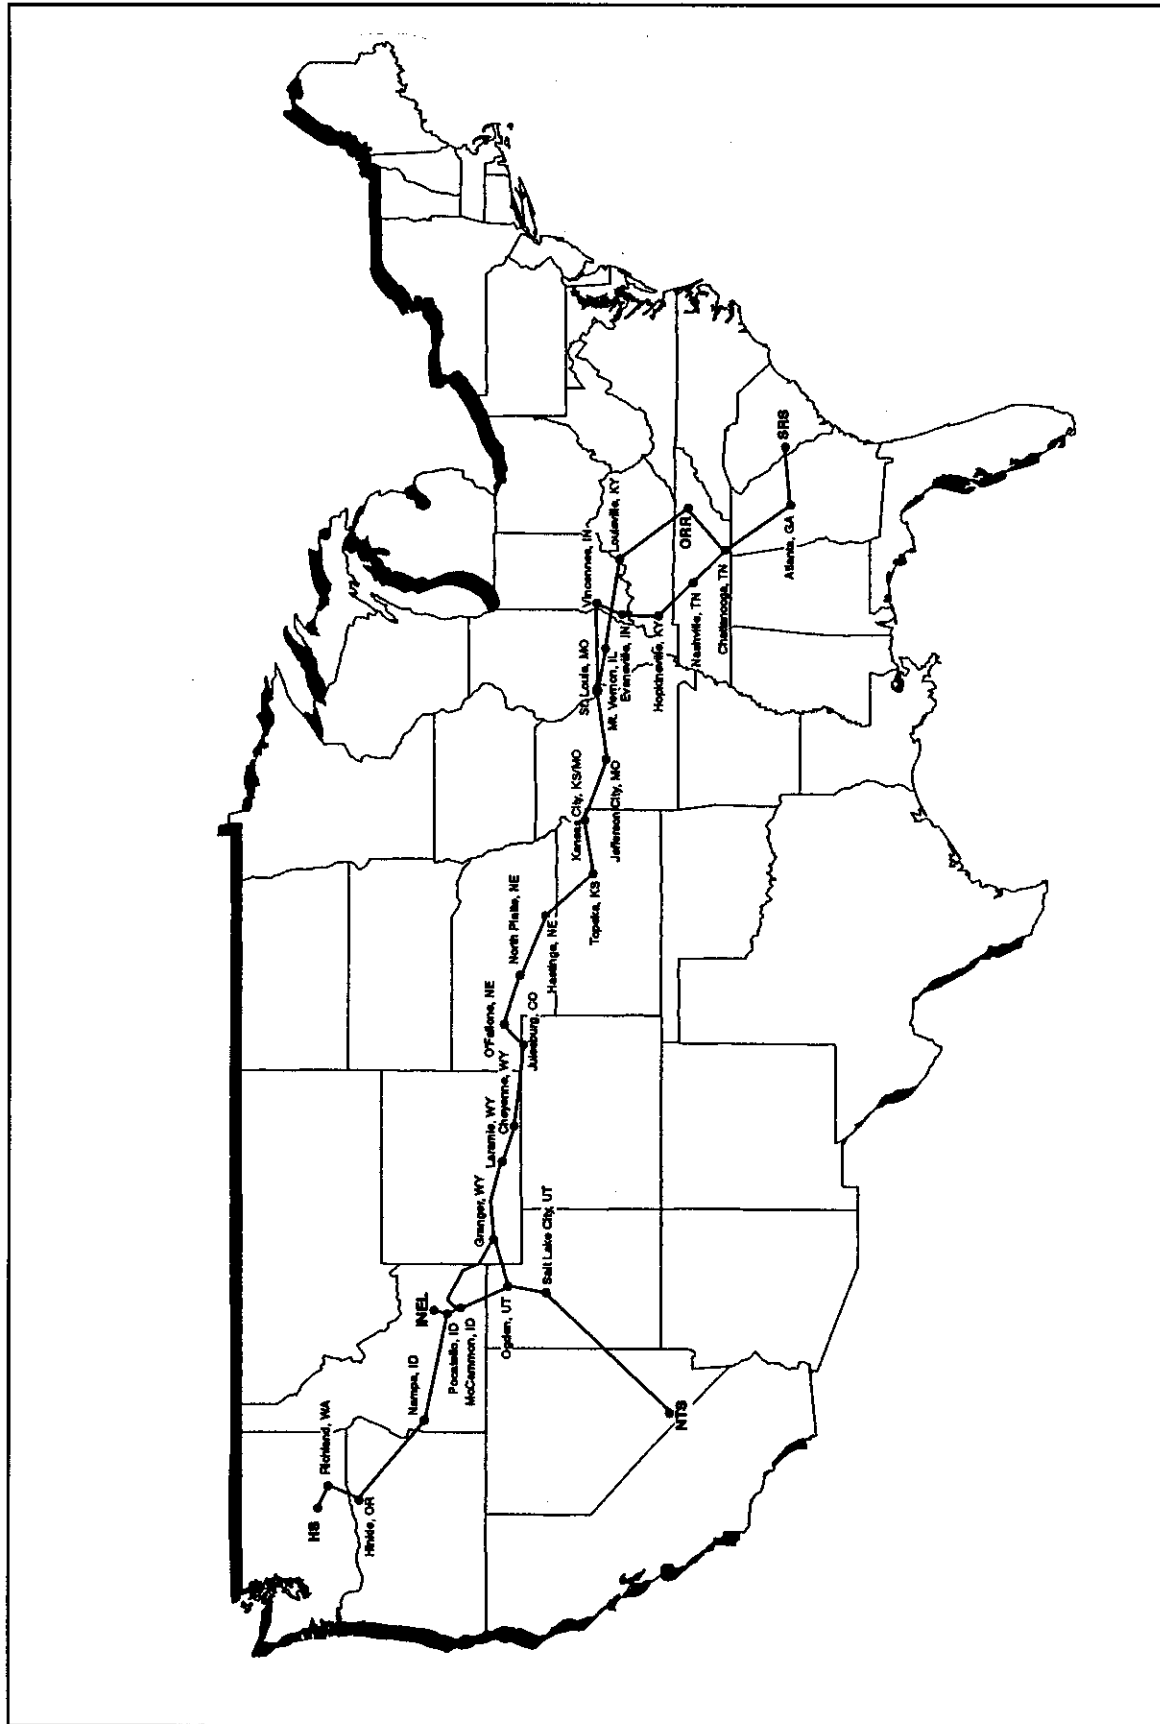 HS
Richland, WA
Hinkle, OR
Nampa, ID
INEL
Pocatello, ID
McCammon, ID
Ogden, UT
Salt Lake City, UT
NTS
Granger, WY
Laramie, WY
Cheyenne, WY
Julesburg, CO
O'Fallons, NE
North Platte, NE
Hastings, NE
Topeka, KS
Kansas City, KS/MO
Jefferson City, MO
St. Louis, MO
Mt. Vernon, IL
Vincennes, IN
Evansville, IN
Louisville, KY
Hopkinsville, KY
Nashville, TN
ORR
Chattanooga, TN
Atlanta, GA
SRS